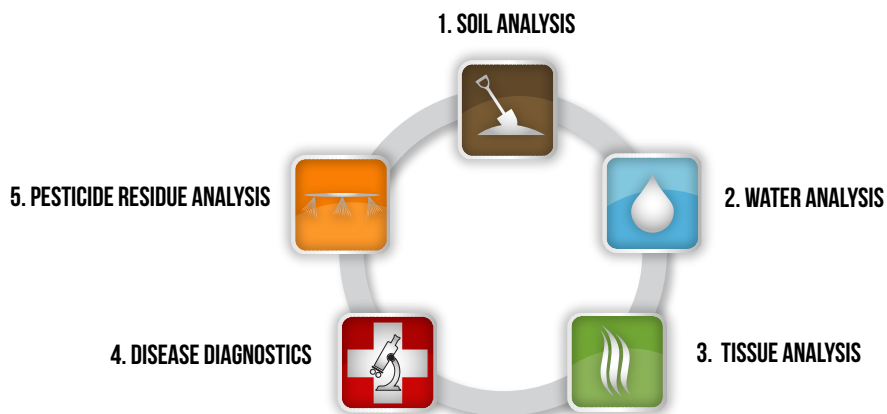 1. SOIL ANALYSIS
2. WATER ANALYSIS
3. TISSUE ANALYSIS
4. DISEASE DIAGNOSTICS
5. PESTICIDE RESIDUE ANALYSIS